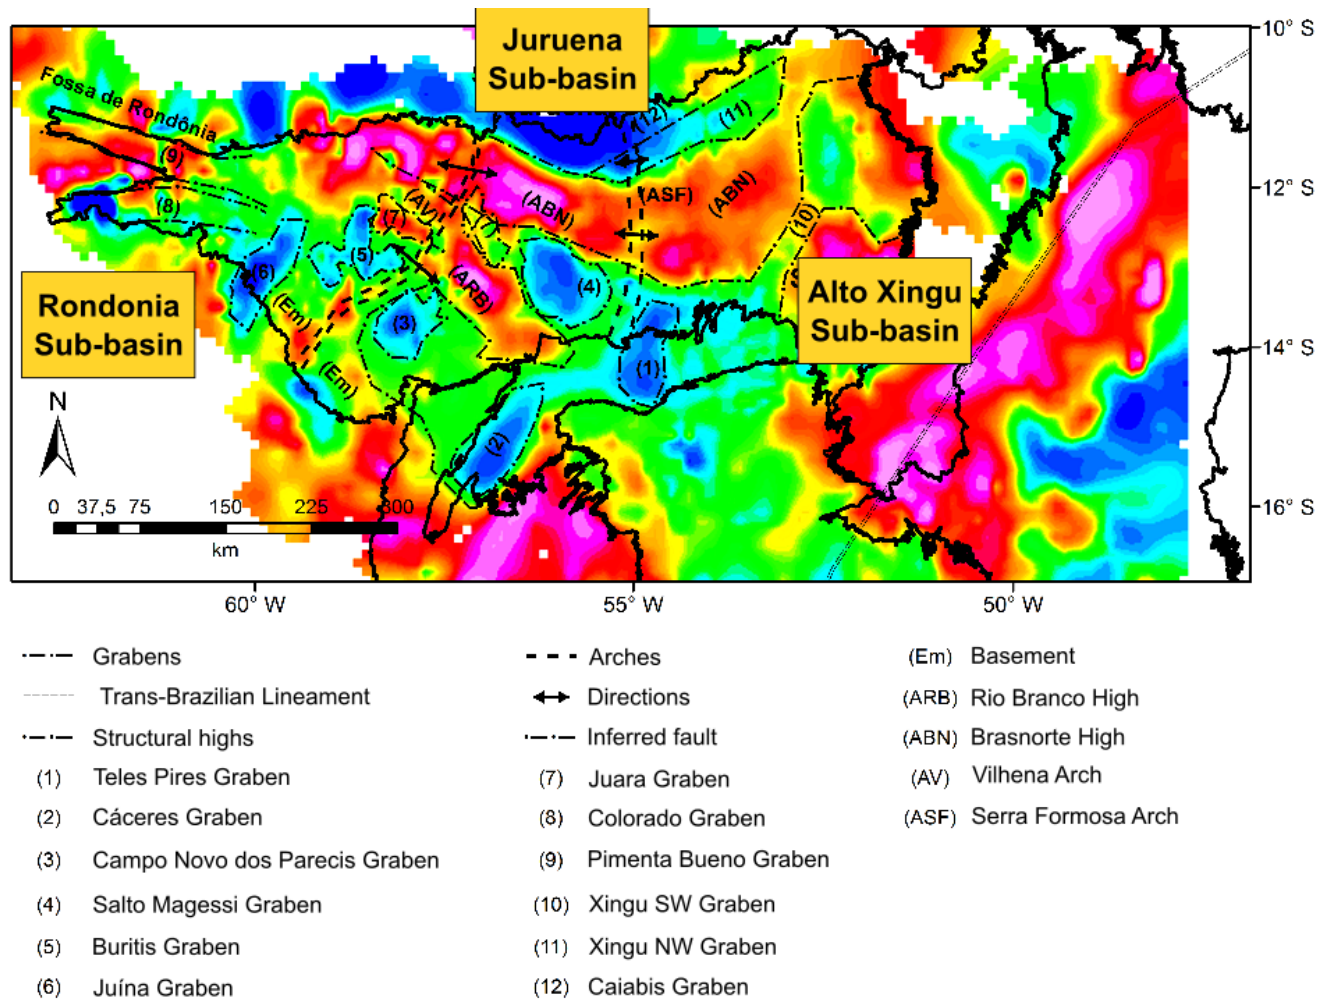 Juruena
Sub-basin
10° S
Fossa de Rondônia
(12)
(11)
(9)
12° S
(8)
(7)
(AV)
(7)
(ABN)
(ASF)
(ABN)
(10)
(5)
(6)
(ARB)
(4)
Rondonia
Sub-basin
(Em)
(3)
Alto Xingu
Sub-basin
14° S
(Em)
(1)
N
(2)
0 37,5 75 150 225 300
km
16° S
60° W
55° W
50° W
Grabens
Arches
(Em) Basement
Trans-Brazilian Lineament
Directions
(ARB) Rio Branco High
Structural highs
Inferred fault
(ABN) Brasnorte High
(1) Teles Pires Graben
(7) Juara Graben
(AV) Vilhena Arch
(2) Cáceres Graben
(8) Colorado Graben
(ASF) Serra Formosa Arch
(3) Campo Novo dos Parecis Graben
(9) Pimenta Bueno Graben
(4) Salto Magessi Graben
(10) Xingu SW Graben
(5) Buritis Graben
(11) Xingu NW Graben
(6) Juína Graben
(12) Caiabis Graben